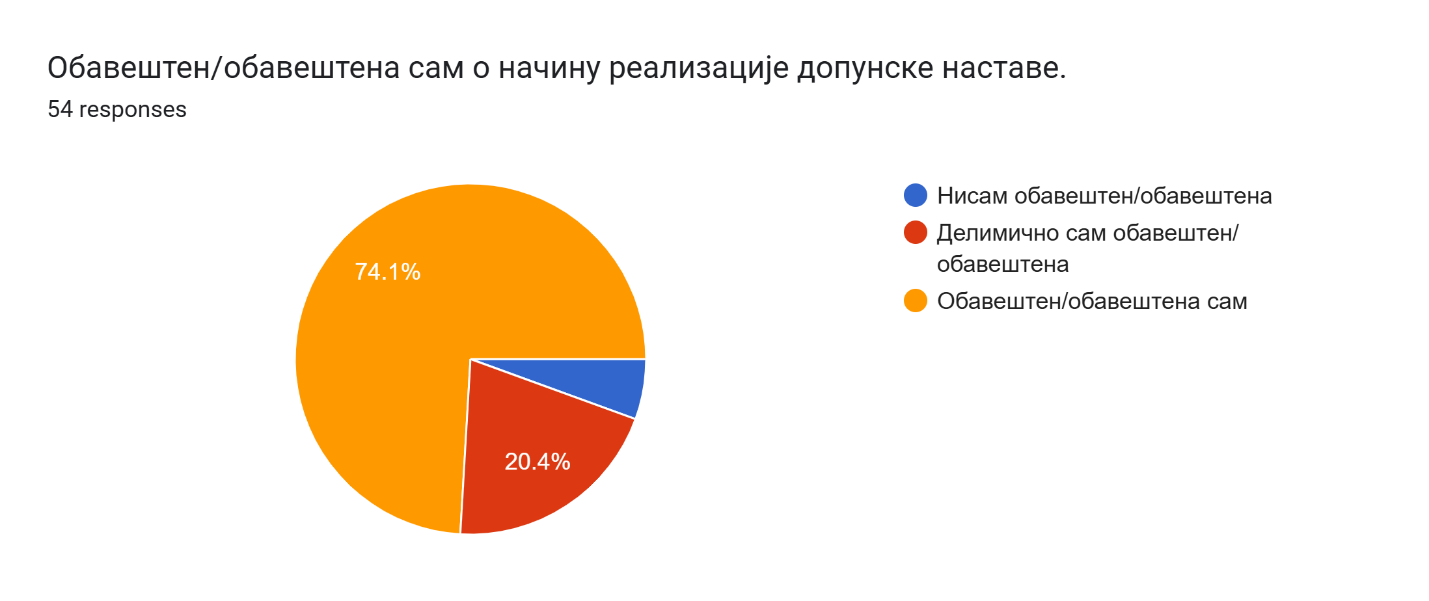 Обавештен/обавештена сам о начину реализације допунске наставе.
54 responses
Нисам обавештен/обавештена
Делимично сам обавештен/
обавештена
Обавештен/обавештена сам
74.1%
20.4%